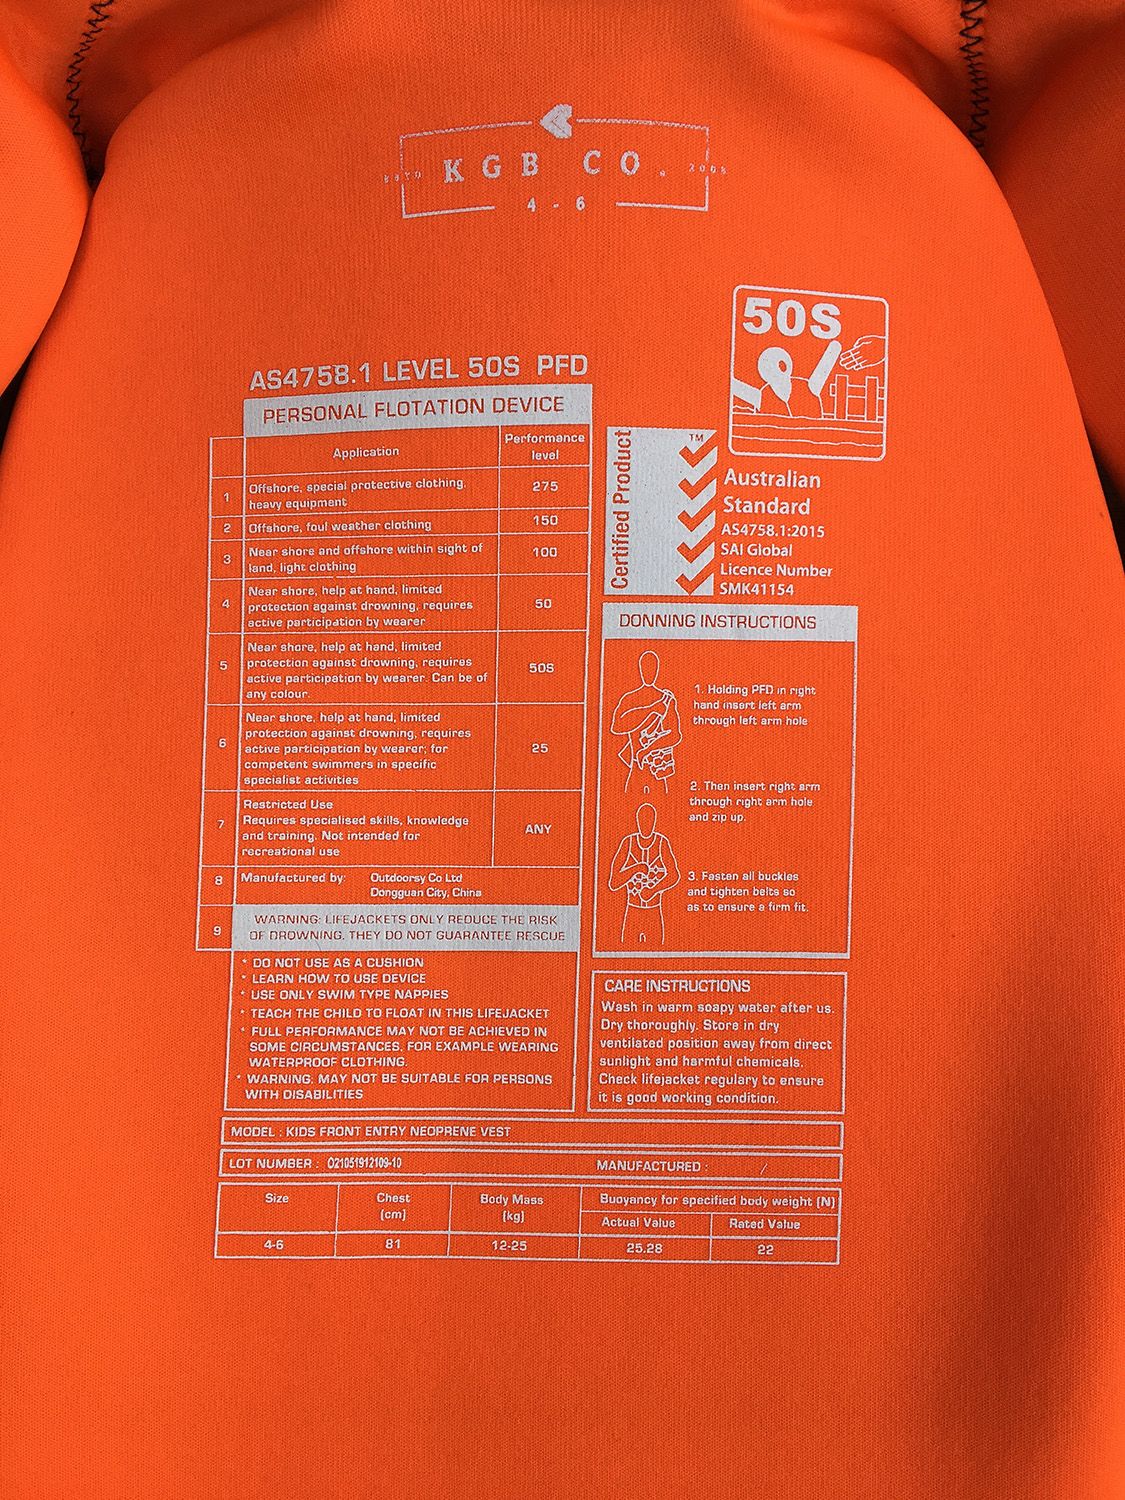 KGB CO.
2008
4 - 6
50S
AS4758.1 LEVEL 50S PFD
PERSONAL FLOTATION DEVICE
Application
Performance
level
1
Offshore, special protective clothing.
heavy equipment
275
2
Offshore, foul weather clothing
150
3
Near shore and offshore within sight of
land, light clothing
100
4
Near shore, help at hand, limited
protection against drowning, requires
active participation by wearer
50
5
Near shore, help at hand, limited
protection against drowning, requires
active participation by wearer. Can be of
any colour.
50S
6
Near shore, help at hand, limited
protection against drowning, requires
active participation by wearer; for
competent swimmers in specific
specialist activities
25
7
Restricted Use
Requires specialised skills, knowledge
and training. Not intended for
recreational use
ANY
8
Manufactured by: Outdoorsy Co Ltd
Dongguan City, China
9
WARNING: LIFEJACKETS ONLY REDUCE THE RISK
OF DROWNING. THEY DO NOT GUARANTEE RESCUE
* DO NOT USE AS A CUSHION
* LEARN HOW TO USE DEVICE
* USE ONLY SWIM TYPE NAPPIES
* TEACH THE CHILD TO FLOAT IN THIS LIFEJACKET
* FULL PERFORMANCE MAY NOT BE ACHIEVED IN
SOME CIRCUMSTANCES. FOR EXAMPLE WEARING
WATERPROOF CLOTHING.
* WARNING: MAY NOT BE SUITABLE FOR PERSONS
WITH DISABILITIES
Certified Product
TM
Australian
Standard
AS4758.1:2015
SAI Global
Licence Number
SMK41154
DONNING INSTRUCTIONS
1. Holding PFD in right
hand insert left arm
through left arm hole
2. Then insert right arm
through right arm hole
and zip up.
3. Fasten all buckles
and tighten belts so
as to ensure a firm fit.
CARE INSTRUCTIONS
Wash in warm soapy water after us.
Dry thoroughly. Store in dry
ventilated position away from direct
sunlight and harmful chemicals.
Check lifejacket regulary to ensure
it is good working condition.
MODEL : KIDS FRONT ENTRY NEOPRENE VEST
LOT NUMBER : 021051912109-10 MANUFACTURED : /
Size
Chest
(cm)
Body Mass
(kg)
Buoyancy for specified body weight (N)
Actual Value
Rated Value
4-6
81
12-25
25.28
22